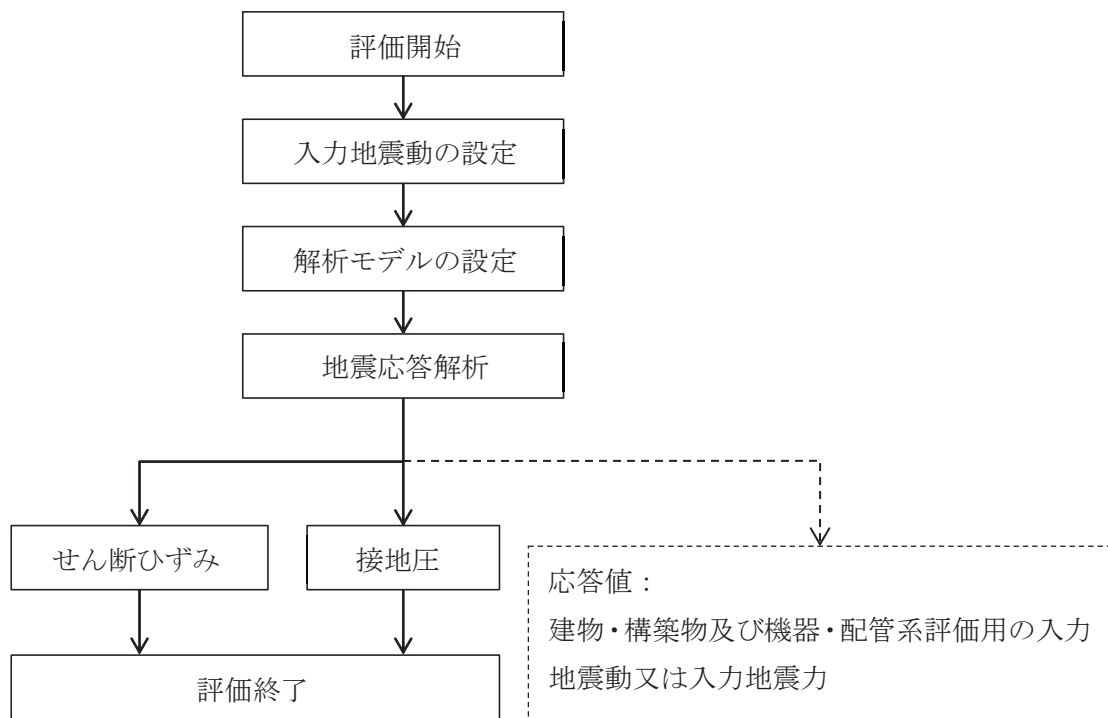 評価開始
入力地震動の設定
解析モデルの設定
地震応答解析
せん断ひずみ
接地圧
応答値：
建物・構築物及び機器・配管系評価用の入力
地震動又は入力地震力
評価終了